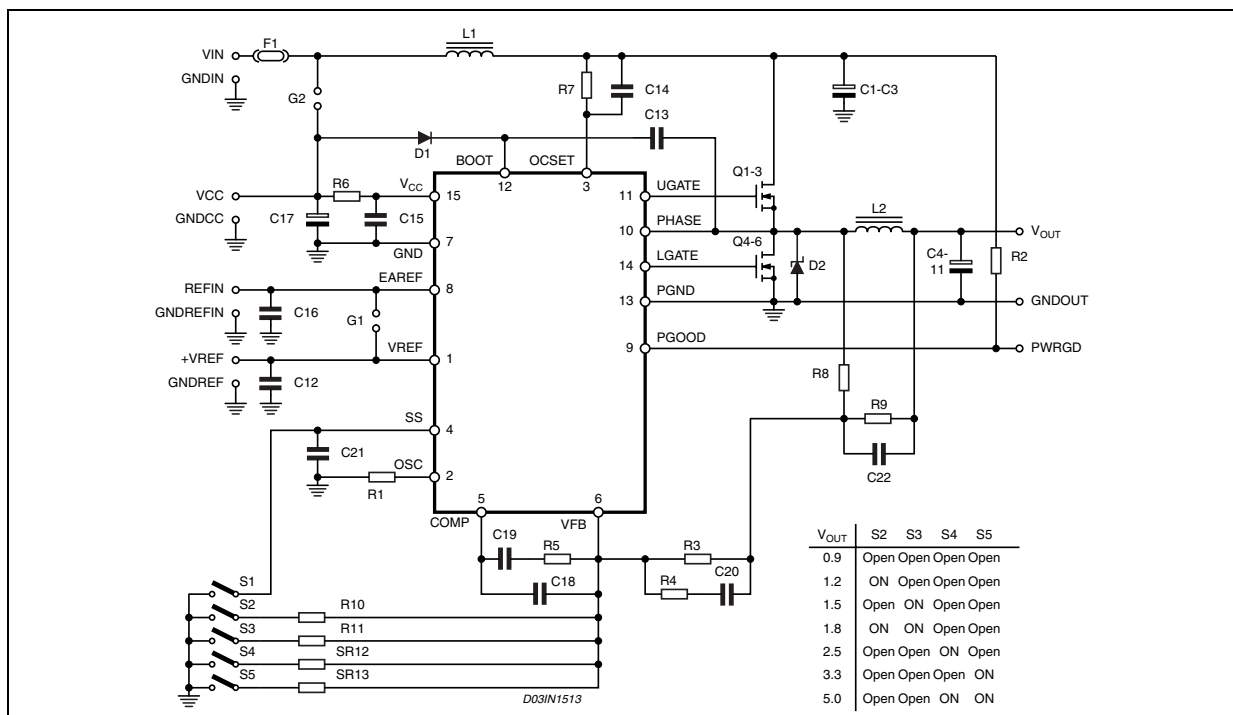 L1
VIN
F1
GNDIN
G2
R7
C14
C1-C3
C13
D1
BOOT
OCSET
12
3
Q1-3
UGATE
11
VCC
R6
VCC
15
PHASE
10
L2
VOUT
GNDCC
C17
C15
7
GND
Q4-6
LGATE
14
D2
C4-
11
R2
EAREF
REFIN
8
PGND
13
GNDOUT
GNDREFIN
C16
G1
VREF
PGOOD
9
PWRGD
+VREF
1
GNDREF
C12
R8
R9
SS
4
C21
OSC
2
R1
C22
5
6
COMP
VFB
C19
R5
R3
C20
C18
R4
S1
S2
R10
S3
R11
S4
SR12
S5
SR13
D03IN1513
VOUT S2 S3 S4 S5
0.9 Open Open Open Open
1.2 ON Open Open Open
1.5 Open ON Open Open
1.8 ON ON Open Open
2.5 Open Open ON Open
3.3 Open Open Open ON
5.0 Open Open ON ON